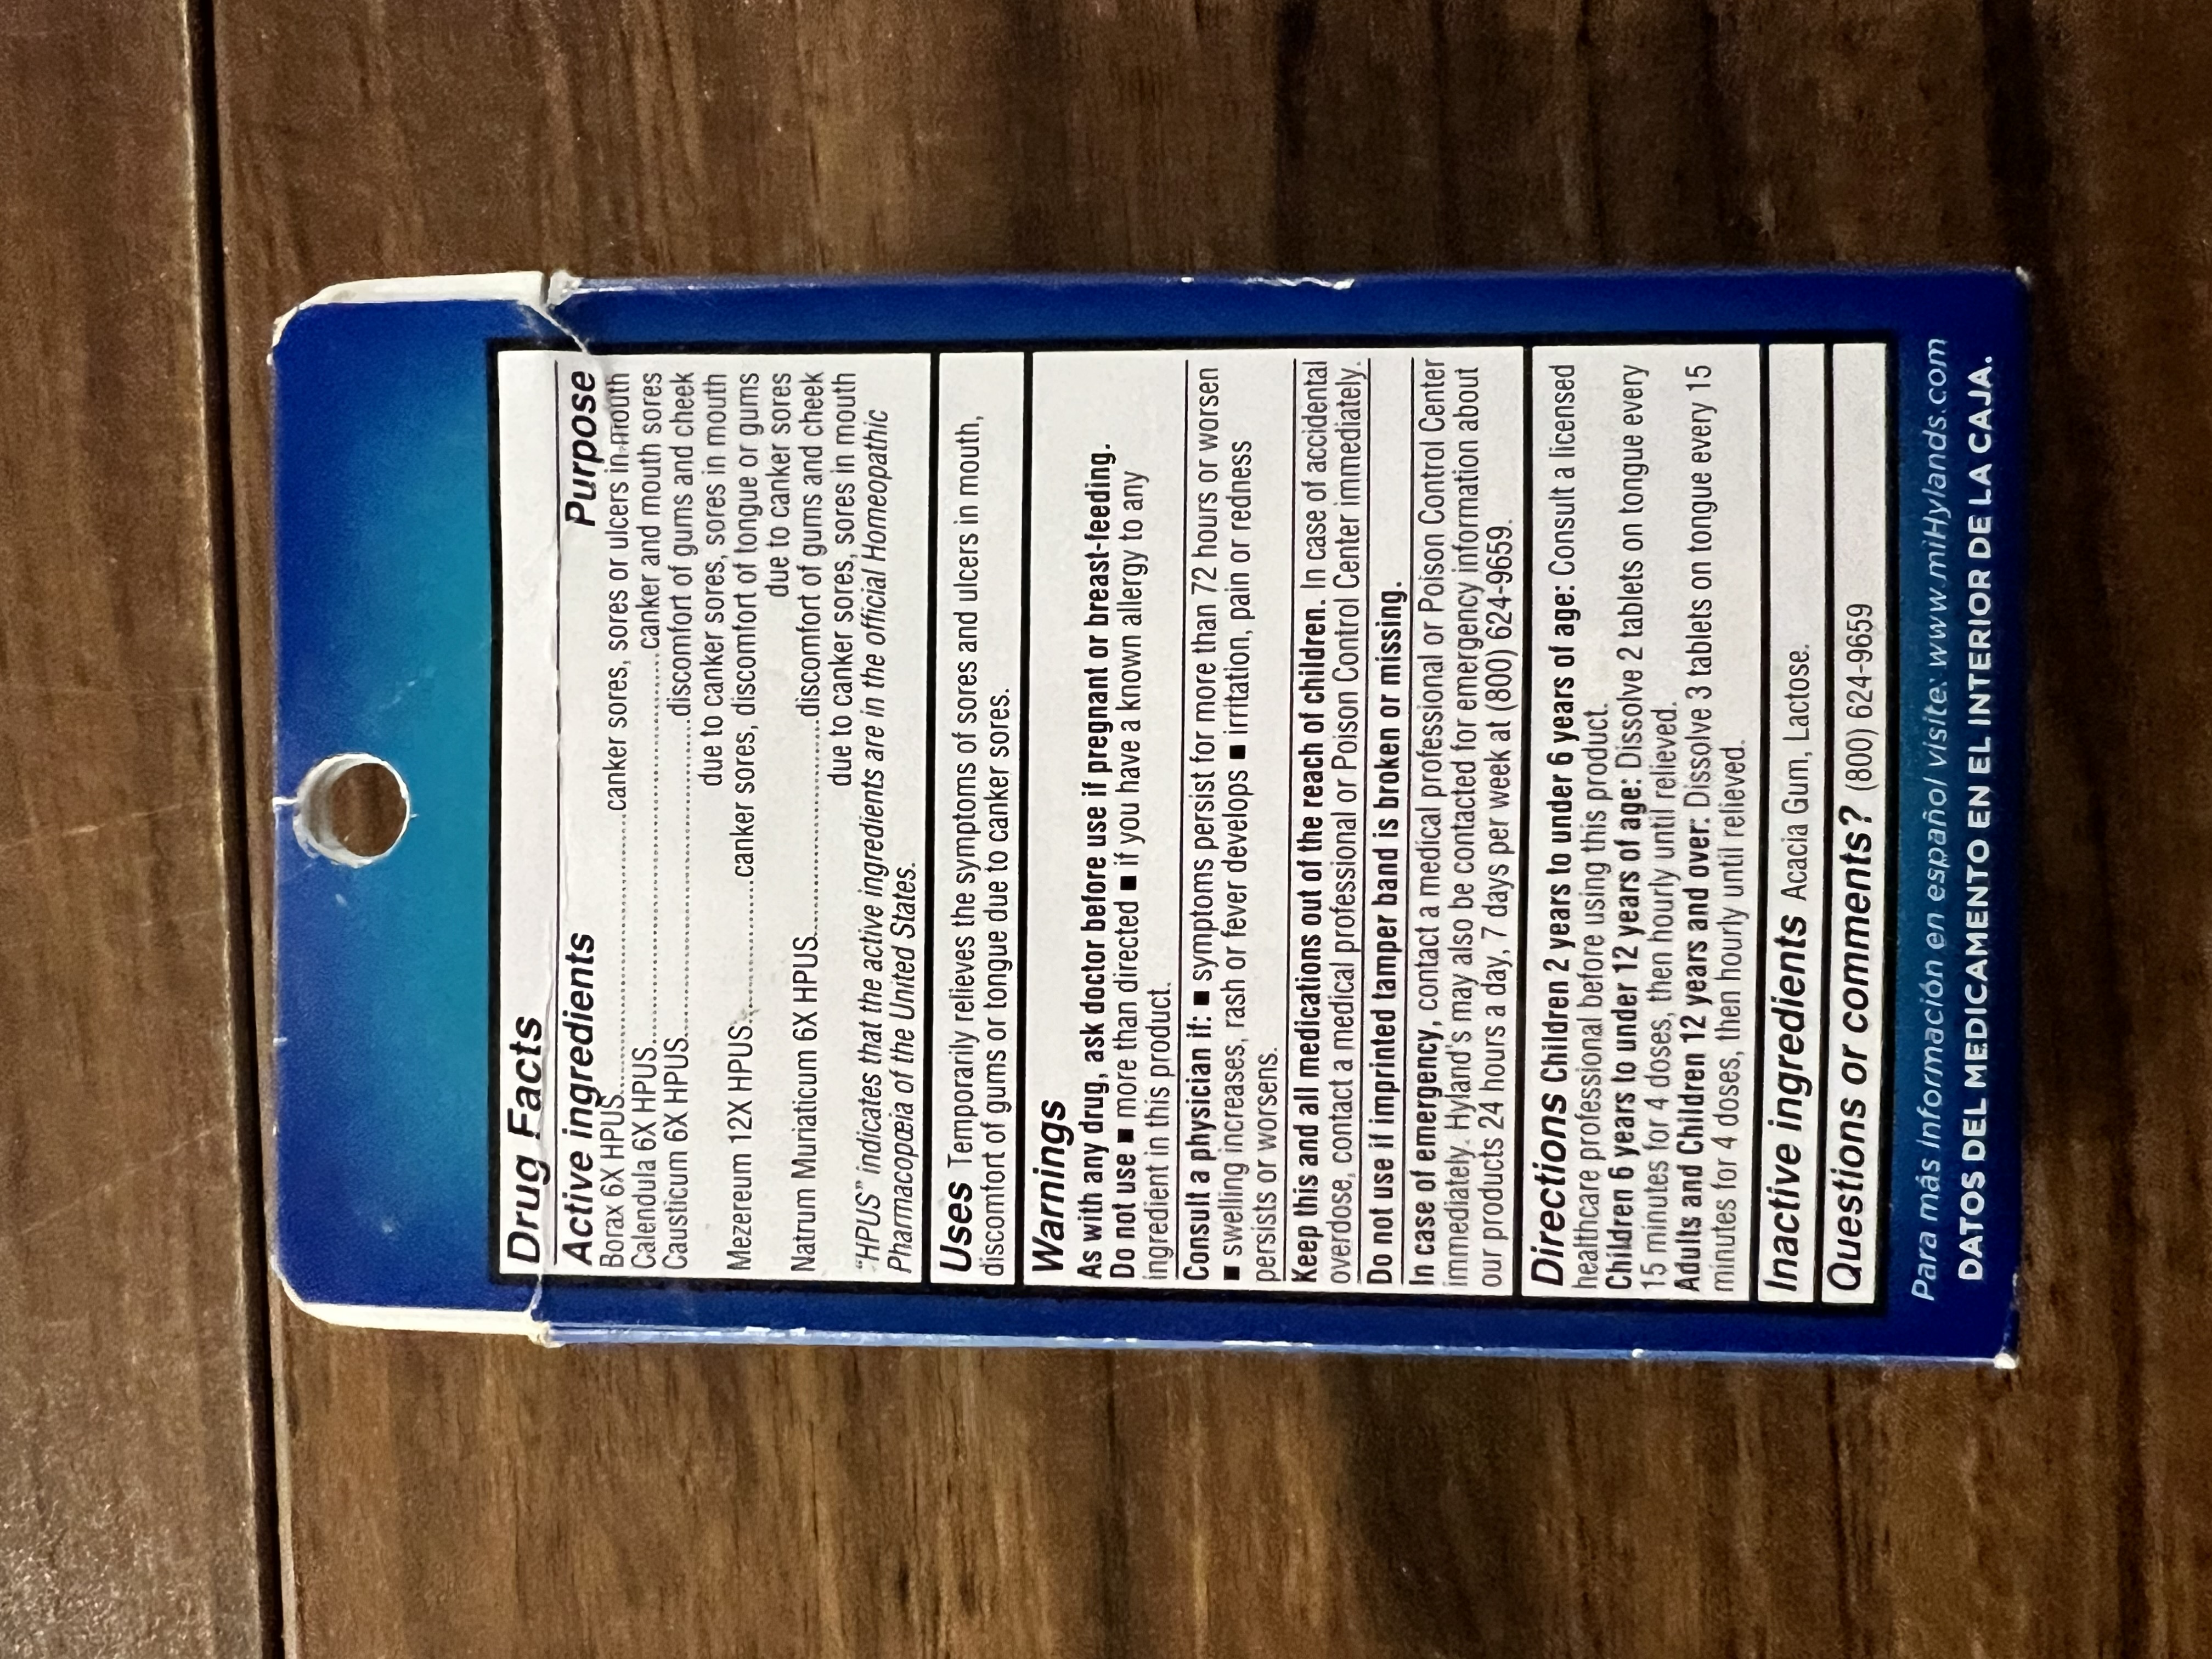 Drug Facts
Active ingredients Purpose
Borax 6X HPUS..............................canker sores, sores or ulcers in mouth
Calendula 6X HPUS..........................................canker and mouth sores
Causticum 6X HPUS..................................discomfort of gums and cheek
due to canker sores, sores in mouth
Mezereum 12X HPUS................canker sores, discomfort of tongue or gums
due to canker sores
Natrum Muriaticum 6X HPUS......................discomfort of gums and cheek
due to canker sores, sores in mouth
"HPUS" indicates that the active ingredients are in the official Homeopathic
Pharmacopœia of the United States.
Uses Temporarily relieves the symptoms of sores and ulcers in mouth,
discomfort of gums or tongue due to canker sores.
Warnings
As with any drug, ask doctor before use if pregnant or breast-feeding.
Do not use ■ more than directed ■ if you have a known allergy to any
ingredient in this product.
Consult a physician if: ■ symptoms persist for more than 72 hours or worsen
■ swelling increases, rash or fever develops ■ irritation, pain or redness
persists or worsens.
Keep this and all medications out of the reach of children. In case of accidental
overdose, contact a medical professional or Poison Control Center immediately.
Do not use if imprinted tamper band is broken or missing.
In case of emergency, contact a medical professional or Poison Control Center
immediately. Hyland's may also be contacted for emergency information about
our products 24 hours a day, 7 days per week at (800) 624-9659.
Directions Children 2 years to under 6 years of age: Consult a licensed
healthcare professional before using this product.
Children 6 years to under 12 years of age: Dissolve 2 tablets on tongue every
15 minutes for 4 doses, then hourly until relieved.
Adults and Children 12 years and over: Dissolve 3 tablets on tongue every 15
minutes for 4 doses, then hourly until relieved.
Inactive ingredients Acacia Gum, Lactose.
Questions or comments? (800) 624-9659
Para más información en español visite: www.miHylands.com
DATOS DEL MEDICAMENTO EN EL INTERIOR DE LA CAJA.